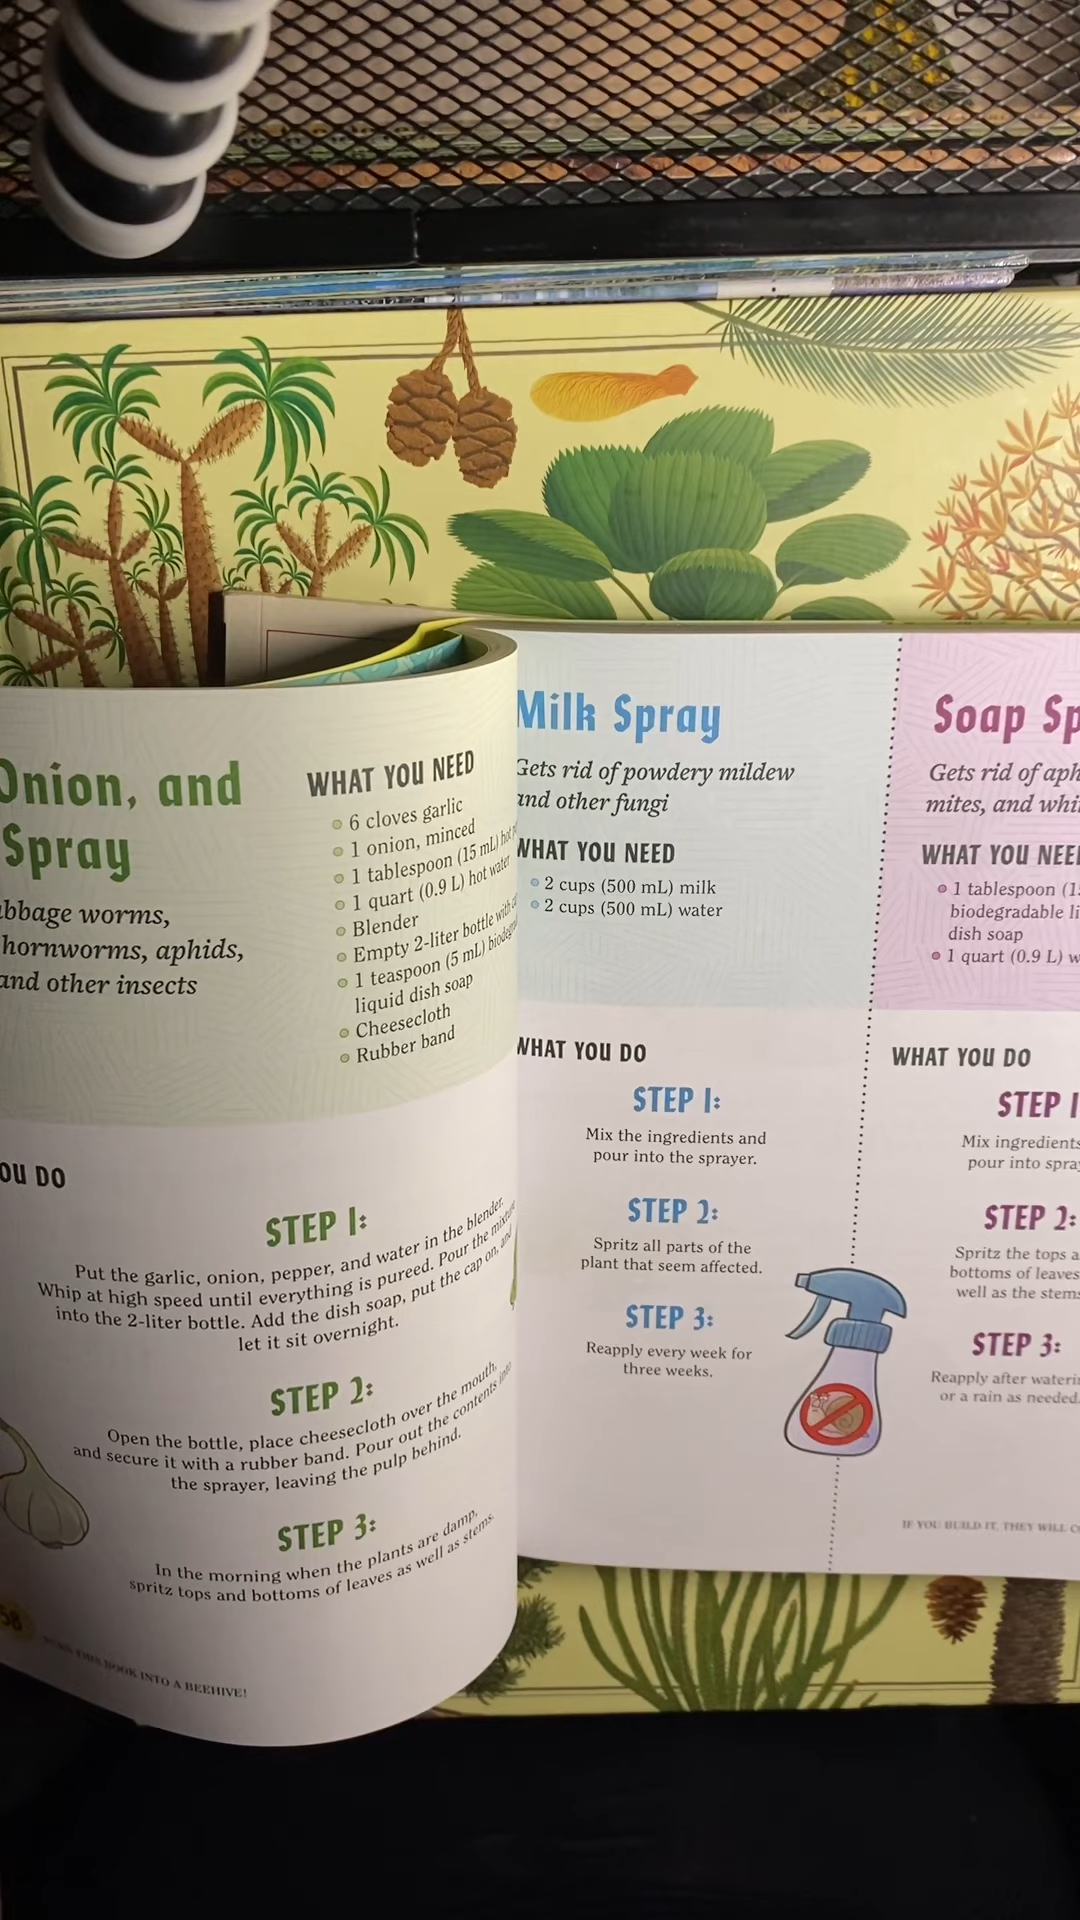 Onion, and
Spray
worms,
hornworms, aphids,
and other insects
WHAT YOU NEED
6 cloves garlic
1 onion, minced
1 tablespoon (15 mL) hot
1 quart (0.9 L) hot water
Blender
Empty 2-liter bottle with
1 teaspoon (5 mL)
liquid dish soap
Cheesecloth
Rubber band
DO
STEP 1:
Put the garlic, onion, pepper, and water in the blender.
Whip at high speed until everything is pureed. Pour the mixture
into the 2-liter bottle. Add the dish soap, put the cap on, and
let it sit overnight.
STEP 2:
Open the bottle, place cheesecloth over the mouth,
and secure it with a rubber band. Pour out the contents into
the sprayer, leaving the pulp behind.
STEP 3:
In the morning when the plants are damp,
spritz tops and bottoms of leaves as well as stems.
58
TURN THIS BOOK INTO A BEEHIVE!
Milk Spray
Gets rid of powdery mildew
and other fungi
WHAT YOU NEED
2 cups (500 mL) milk
2 cups (500 mL) water
WHAT YOU DO
STEP 1:
Mix the ingredients and
pour into the sprayer.
STEP 2:
Spritz all parts of the
plant that seem affected.
STEP 3:
Reapply every week for
three weeks.
Soap Sp
Gets rid of aph
mites, and whi
WHAT YOU NEE
1 tablespoon (1
biodegradable li
dish soap
1 quart (0.9 L) w
WHAT YOU DO
STEP 1
Mix ingredients
pour into spra
STEP 2:
Spritz the tops a
bottoms of leaves
well as the stems
STEP 3:
Reapply after wateri
or a rain as needed.
IF YOU BUILD IT, THEY WILL CO